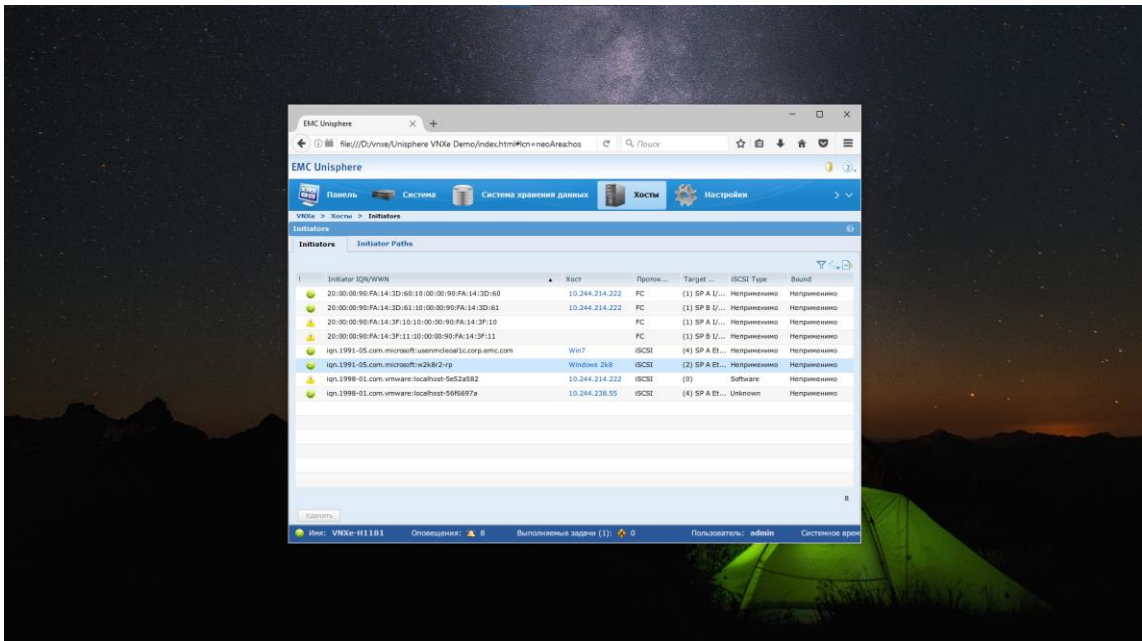 EMC Unisphere
file:///D:/vnxe/Unisphere VNXe Demo/index.html#lcn=neoArea:hos
Поиск
EMC Unisphere
Панель Система Система хранения данных Хосты Настройки
VNXe > Хосты > Initiators
Initiators
Initiators Initiator Paths
! Initiator IQN/WWN Хост Проток... Target ... iSCSI Type Bound
20:00:00:90:FA:14:3D:60:10:00:00:90:FA:14:3D:60 10.244.214.222 FC (1) SP A I/... Неприменимо Неприменимо
20:00:00:90:FA:14:3D:61:10:00:00:90:FA:14:3D:61 10.244.214.222 FC (1) SP B I/... Неприменимо Неприменимо
20:00:00:90:FA:14:3F:10:10:00:00:90:FA:14:3F:10 FC (1) SP A I/... Неприменимо Неприменимо
20:00:00:90:FA:14:3F:11:10:00:00:90:FA:14:3F:11 FC (1) SP B I/... Неприменимо Неприменимо
iqn.1991-05.com.microsoft:usenmcleoal1c.corp.emc.com Win7 iSCSI (4) SP A Et... Неприменимо Неприменимо
iqn.1991-05.com.microsoft:w2k8r2-rp Windows 2k8 iSCSI (2) SP A Et... Неприменимо Неприменимо
iqn.1998-01.com.vmware:localhost-5e52a582 10.244.214.222 iSCSI (0) Software Неприменимо
iqn.1998-01.com.vmware:localhost-56f6697a 10.244.238.55 iSCSI (4) SP A Et... Unknown Неприменимо
8
Удалить
Имя: VNXe-H1181 Оповещения: 8 Выполняемые задачи (1): 0 Пользователь: admin Системное врем